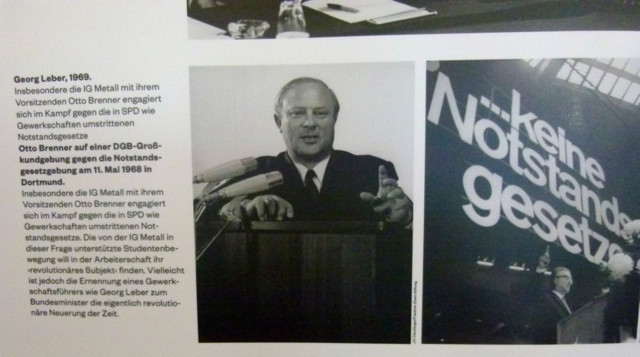 Georg Leber, 1969.
Insbesondere die IG Metall mit ihrem
Vorsitzenden Otto Brenner engagiert
sich im Kampf gegen die in SPD wie
Gewerkschaften umstrittenen
Notstandsgesetze
Otto Brenner auf einer DGB-Groß-
kundgebung gegen die Notstands-
gesetzgebung am 11. Mai 1968 in
Dortmund.
Insbesondere die IG Metall mit ihrem
Vorsitzenden Otto Brenner engagiert
sich im Kampf gegen die in SPD wie
Gewerkschaften umstrittenen Not-
standsgesetze. Die von der IG Metall in
dieser Frage unterstützte Studentenbe-
wegung will in der Arbeiterschaft ihr
›revolutionäres Subjekt‹ finden. Vielleicht
ist jedoch die Ernennung eines Gewerk-
schaftsführers wie Georg Leber zum
Bundesminister die eigentlich revolutio-
näre Neuerung der Zeit.
...keine
Notstands
gesetze